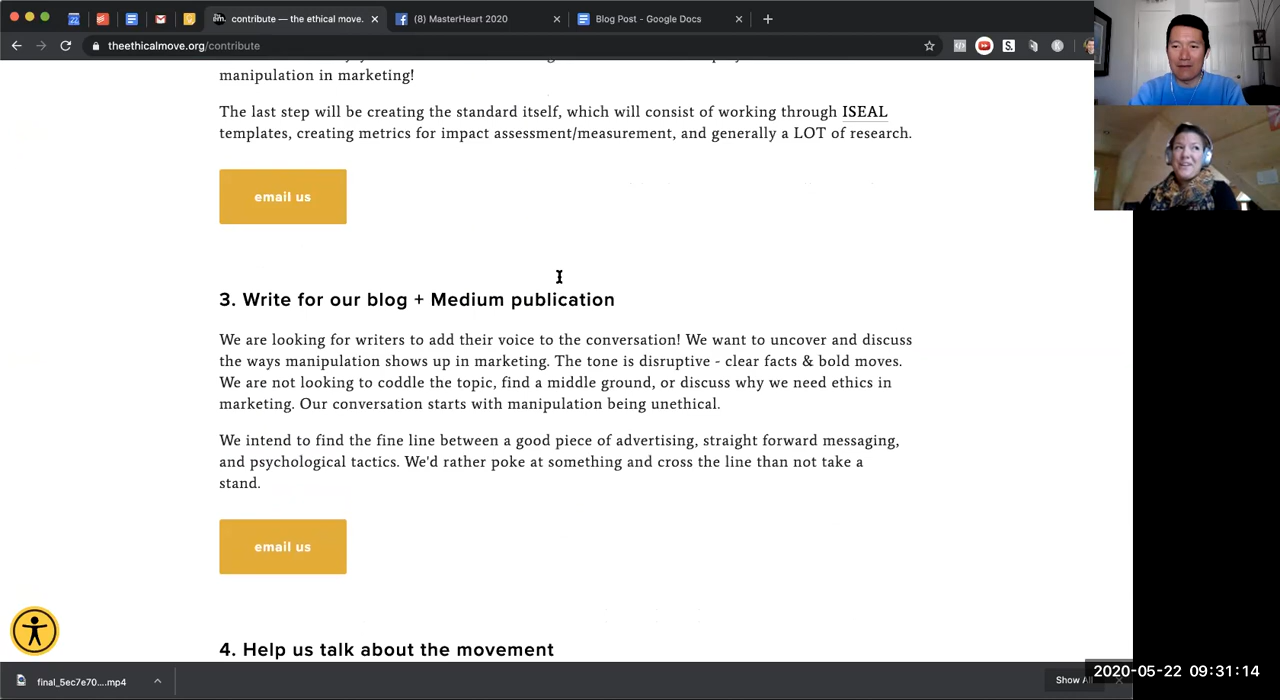 contribute — the ethical move.
(8) MasterHeart 2020
Blog Post - Google Docs
theethicalmove.org/contribute
manipulation in marketing!
The last step will be creating the standard itself, which will consist of working through ISEAL
templates, creating metrics for impact assessment/measurement, and generally a LOT of research.
email us
3. Write for our blog + Medium publication
We are looking for writers to add their voice to the conversation! We want to uncover and discuss
the ways manipulation shows up in marketing. The tone is disruptive - clear facts & bold moves.
We are not looking to coddle the topic, find a middle ground, or discuss why we need ethics in
marketing. Our conversation starts with manipulation being unethical.
We intend to find the fine line between a good piece of advertising, straight forward messaging,
and psychological tactics. We'd rather poke at something and cross the line than not take a
stand.
email us
4. Help us talk about the movement
final_5ec7e70....mp4
Show
2020-05-22 09:31:14